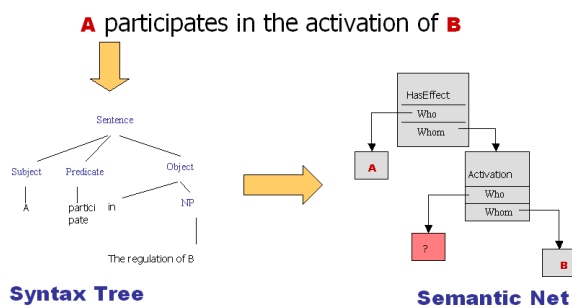 A participates in the activation of B
Sentence
Subject Predicate Object
A partici
pate
in
NP
The regulation of B
Syntax Tree
HasEffect
Who
Whom
A
Activation
Who
Whom
?
B
Semantic Net